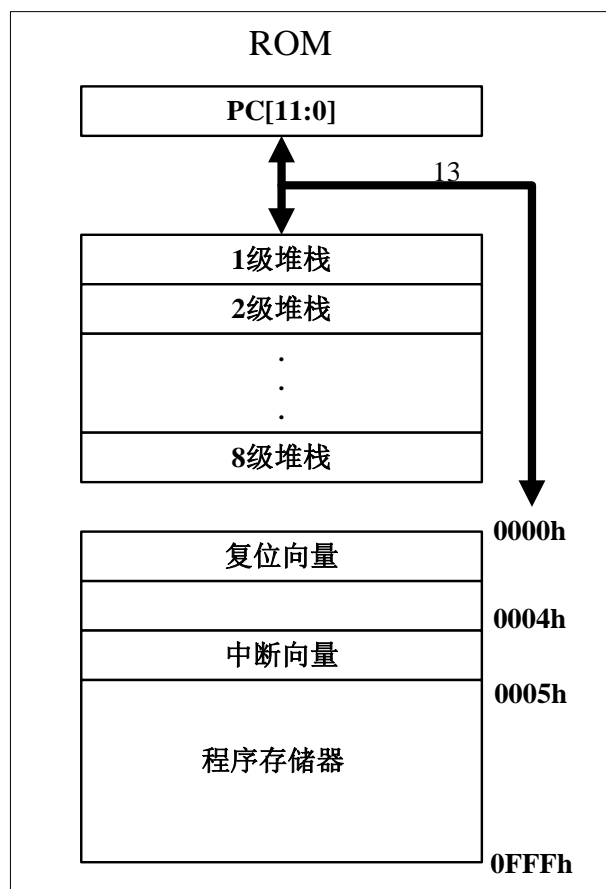 ROM
PC[11:0]
13
1级堆栈
2级堆栈
.
.
.
8级堆栈
0000h
复位向量
0004h
中断向量
0005h
程序存储器
0FFFh